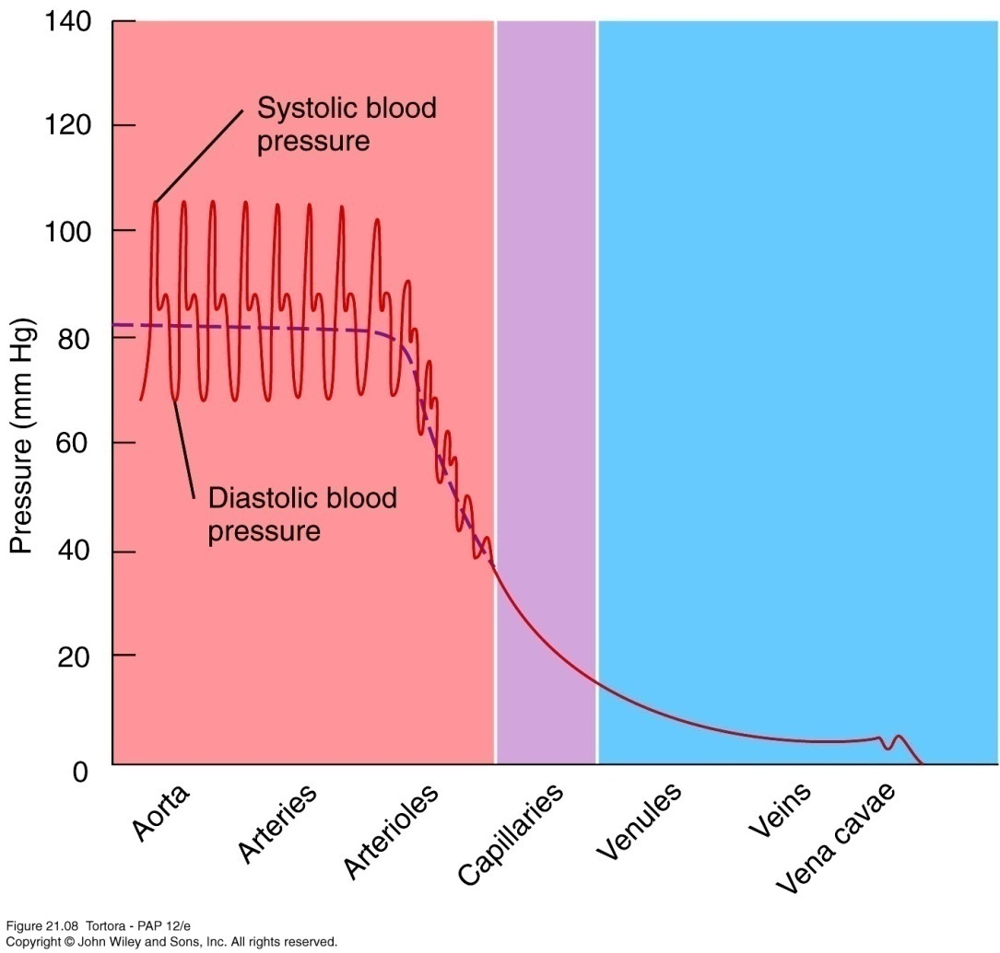 140
120
100
80
60
40
20
0
Pressure (mm Hg)
Systolic blood
pressure
Diastolic blood
pressure
Aorta
Arteries
Arterioles
Capillaries
Venules
Veins
Vena cavae
Figure 21.08 Tortora - PAP 12/e
Copyright © John Wiley and Sons, Inc. All rights reserved.